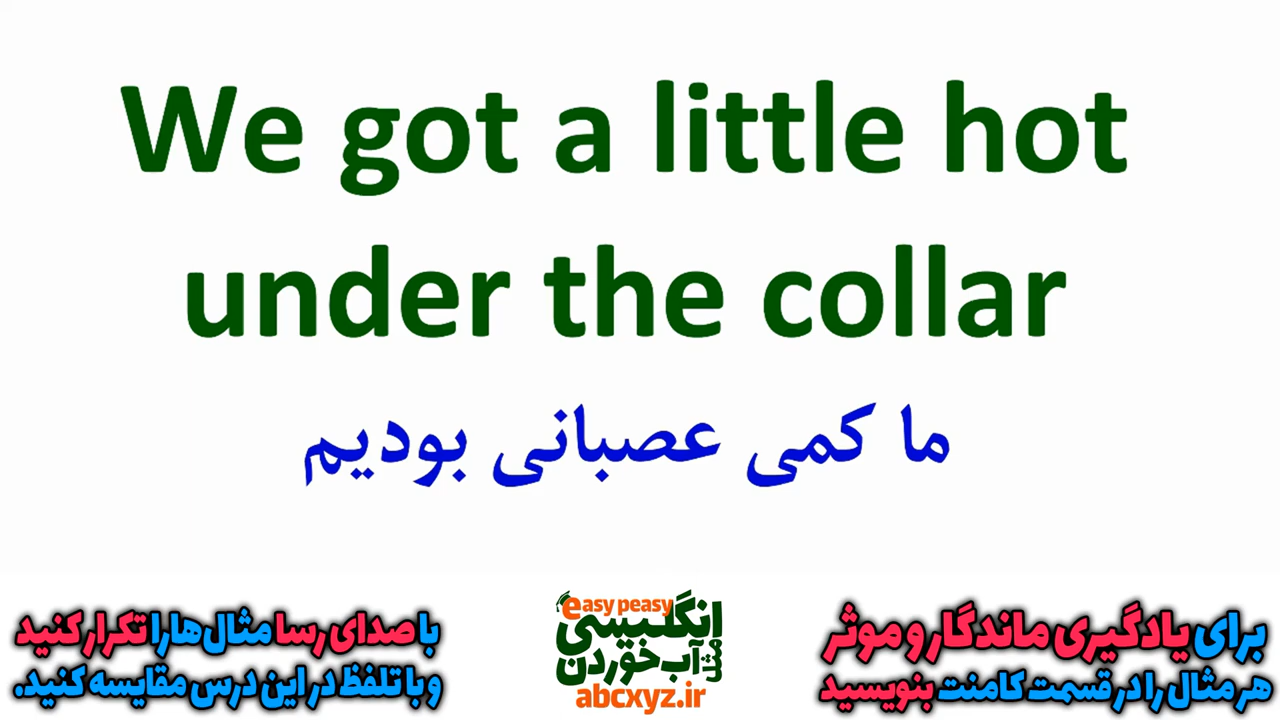 We got a little hot
under the collar
ما کمی عصبانی بودیم
برای یادگیری ماندگار و موثر
هر مثال را در قسمت کامنت بنویسید
easy peasy
انگلیسی
مثل
آب خوردن
abcxyz.ir
با صدای رسا مثال‌ها را تکرار کنید
و با تلفظ در این درس مقایسه کنید.